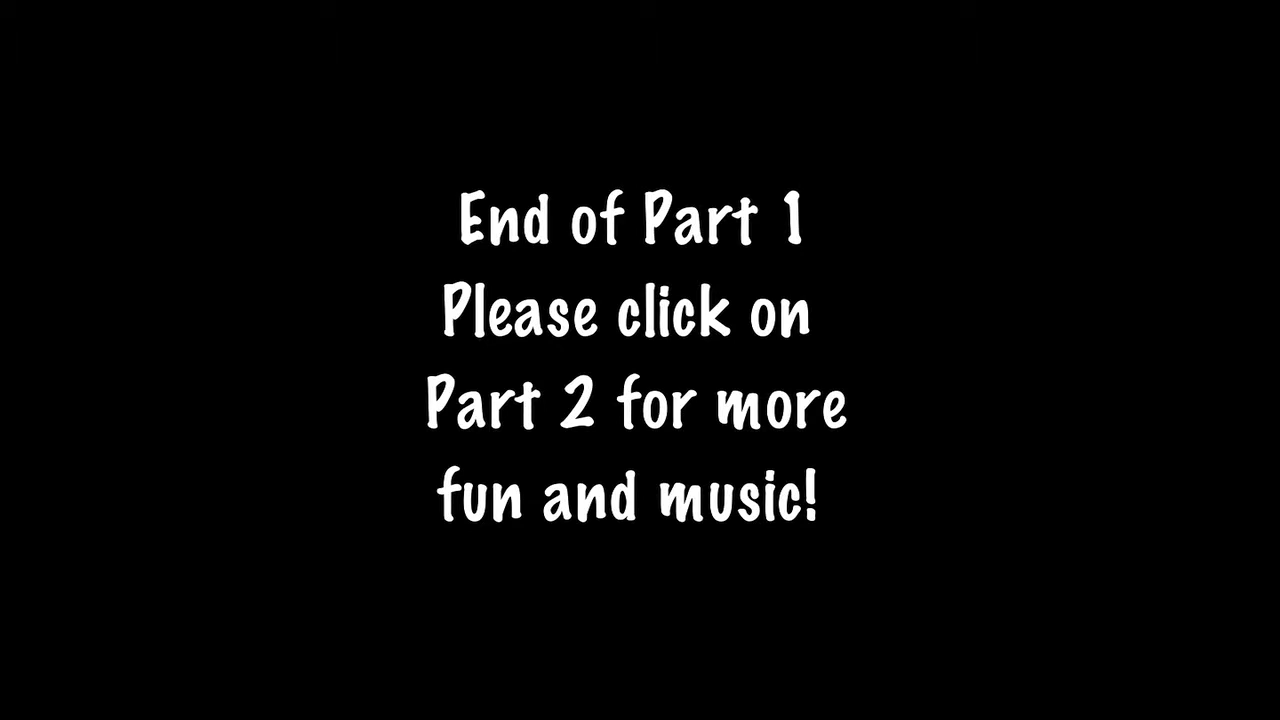 End of Part 1
Please click on
Part 2 for more
fun and music!